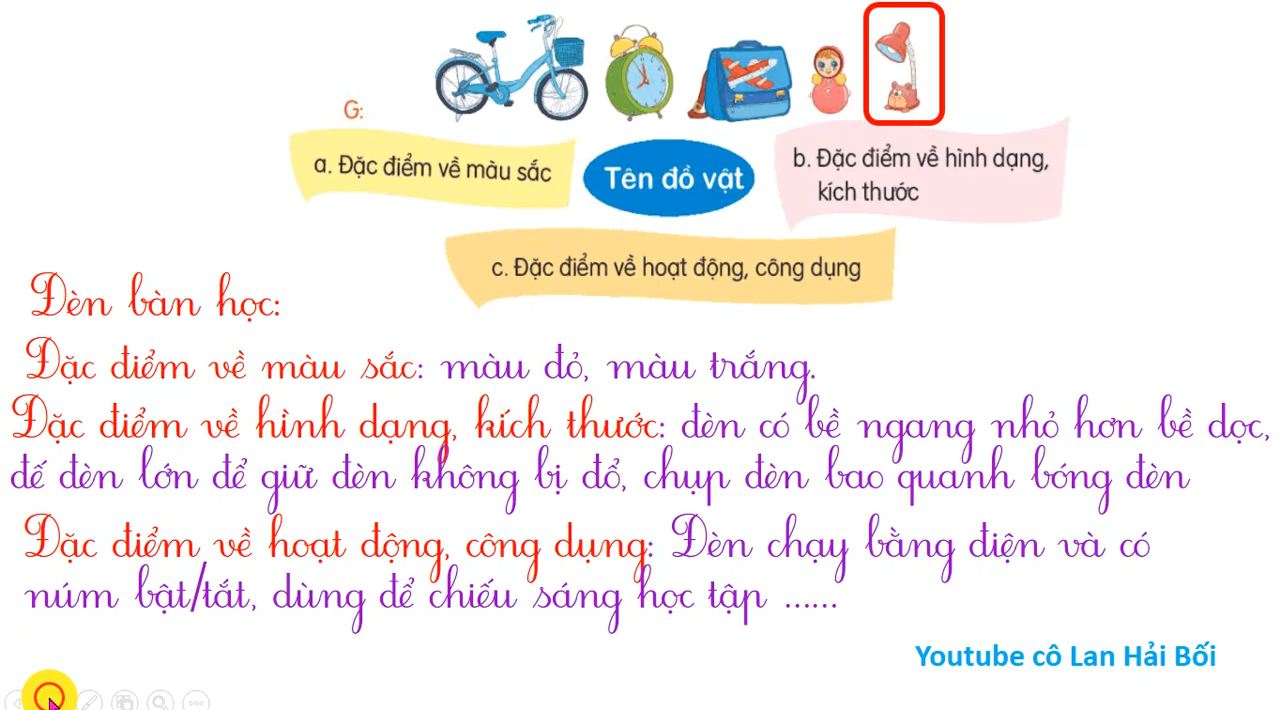 G:
a. Đặc điểm về màu sắc
Tên đồ vật
b. Đặc điểm về hình dạng,
kích thước
c. Đặc điểm về hoạt động, công dụng
Đèn bàn học:
Đặc điểm về màu sắc: màu đỏ, màu trắng.
Đặc điểm về hình dạng, kích thước: đèn có bề ngang nhỏ hơn bề dọc,
đế đèn lớn để giữ đèn không bị đổ, chụp đèn bao quanh bóng đèn
Đặc điểm về hoạt động, công dụng: Đèn chạy bằng điện và có
núm bật/tắt, dùng để chiếu sáng học tập ......
Youtube cô Lan Hải Bối